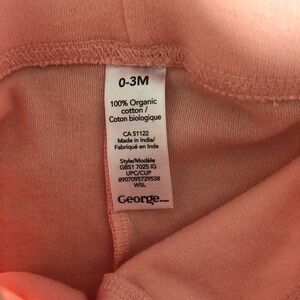 0-3M
100% Organic
cotton /
Coton biologique
CA 51122
Made in India/
Fabriqué en Inde
Style/Modèle
GBS1 7025 IG
UPC/CUP
8907095729538
WSL
George.